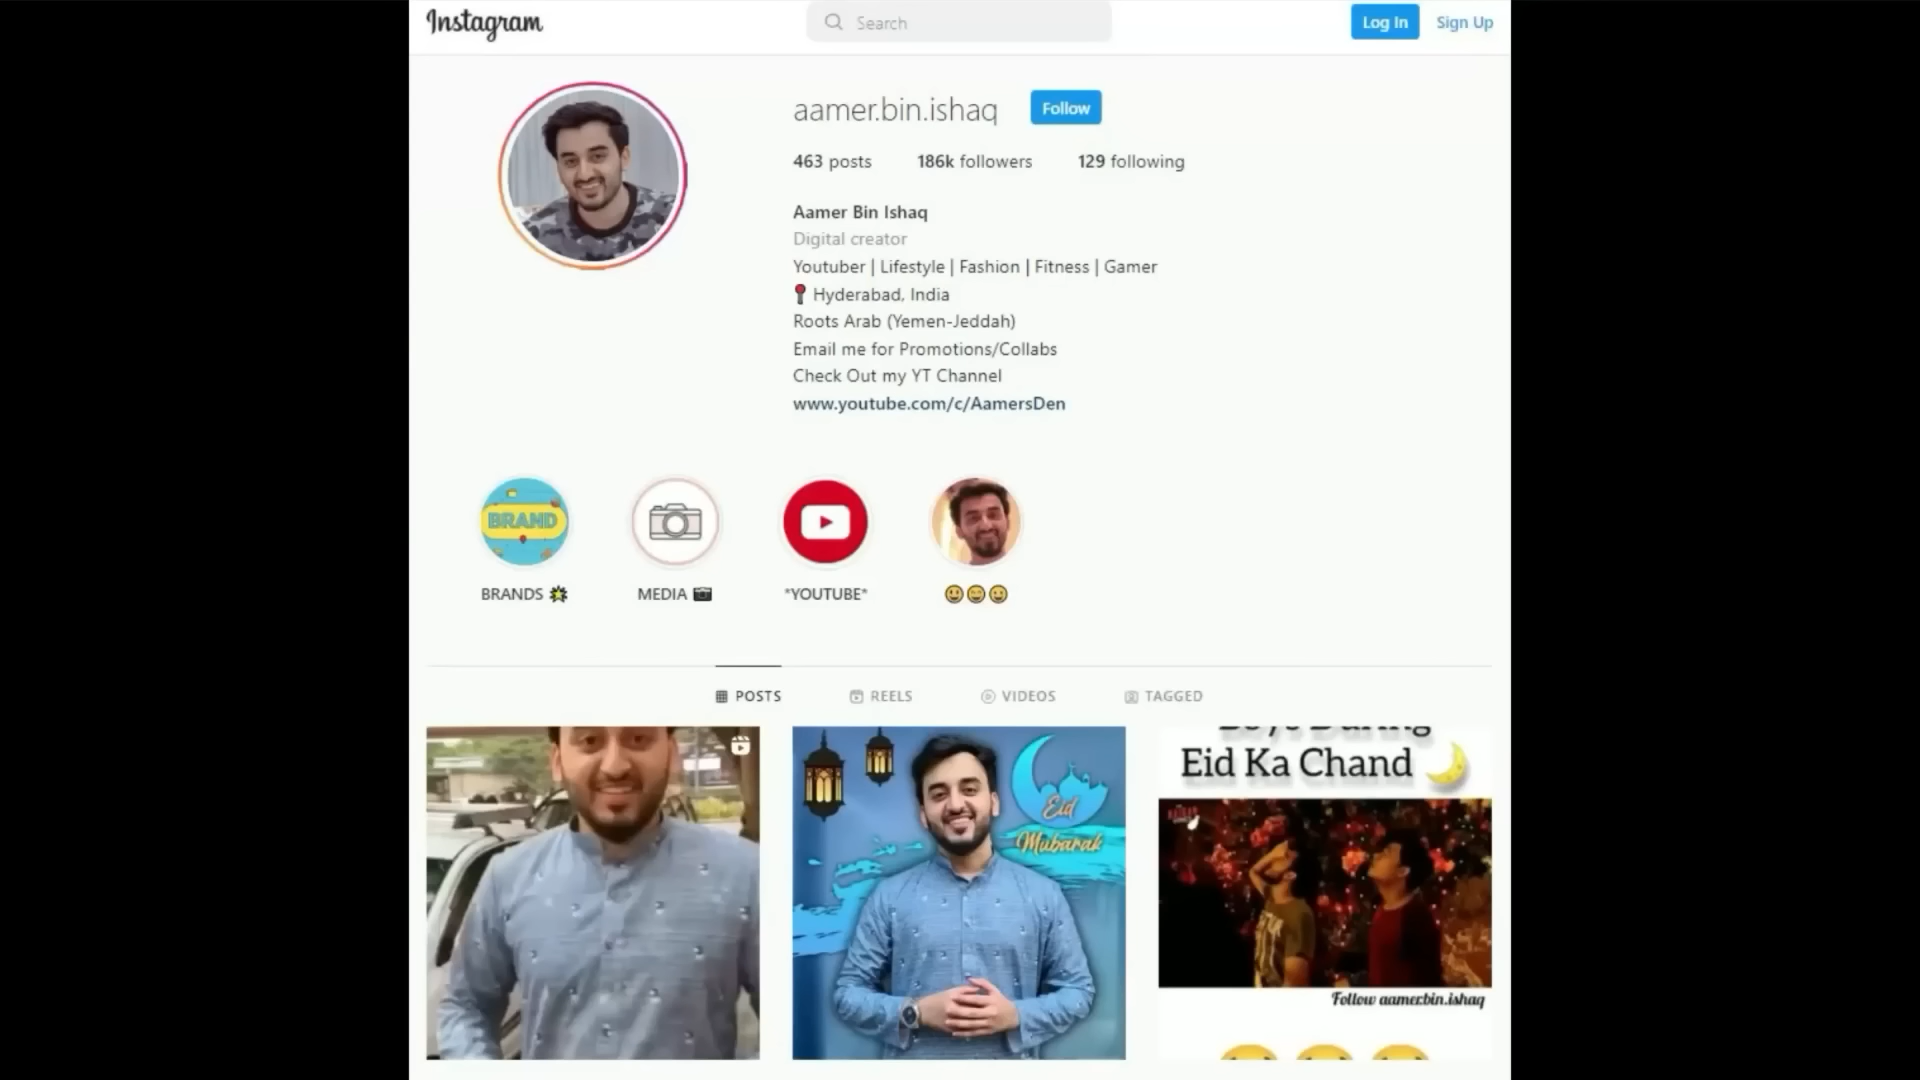 Instagram
Search
Log In
Sign Up
aamer.bin.ishaq
Follow
463 posts
186k followers
129 following
Aamer Bin Ishaq
Digital creator
Youtuber | Lifestyle | Fashion | Fitness | Gamer
📍 Hyderabad, India
Roots Arab (Yemen-Jeddah)
Email me for Promotions/Collabs
Check Out my YT Channel
www.youtube.com/c/AamersDen
BRAND
BRANDS 🌟
MEDIA 📷
*YOUTUBE*
POSTS
REELS
VIDEOS
TAGGED
Eid
Mubarak
Eid Ka Chand 🌙
Follow aamer.bin.ishaq